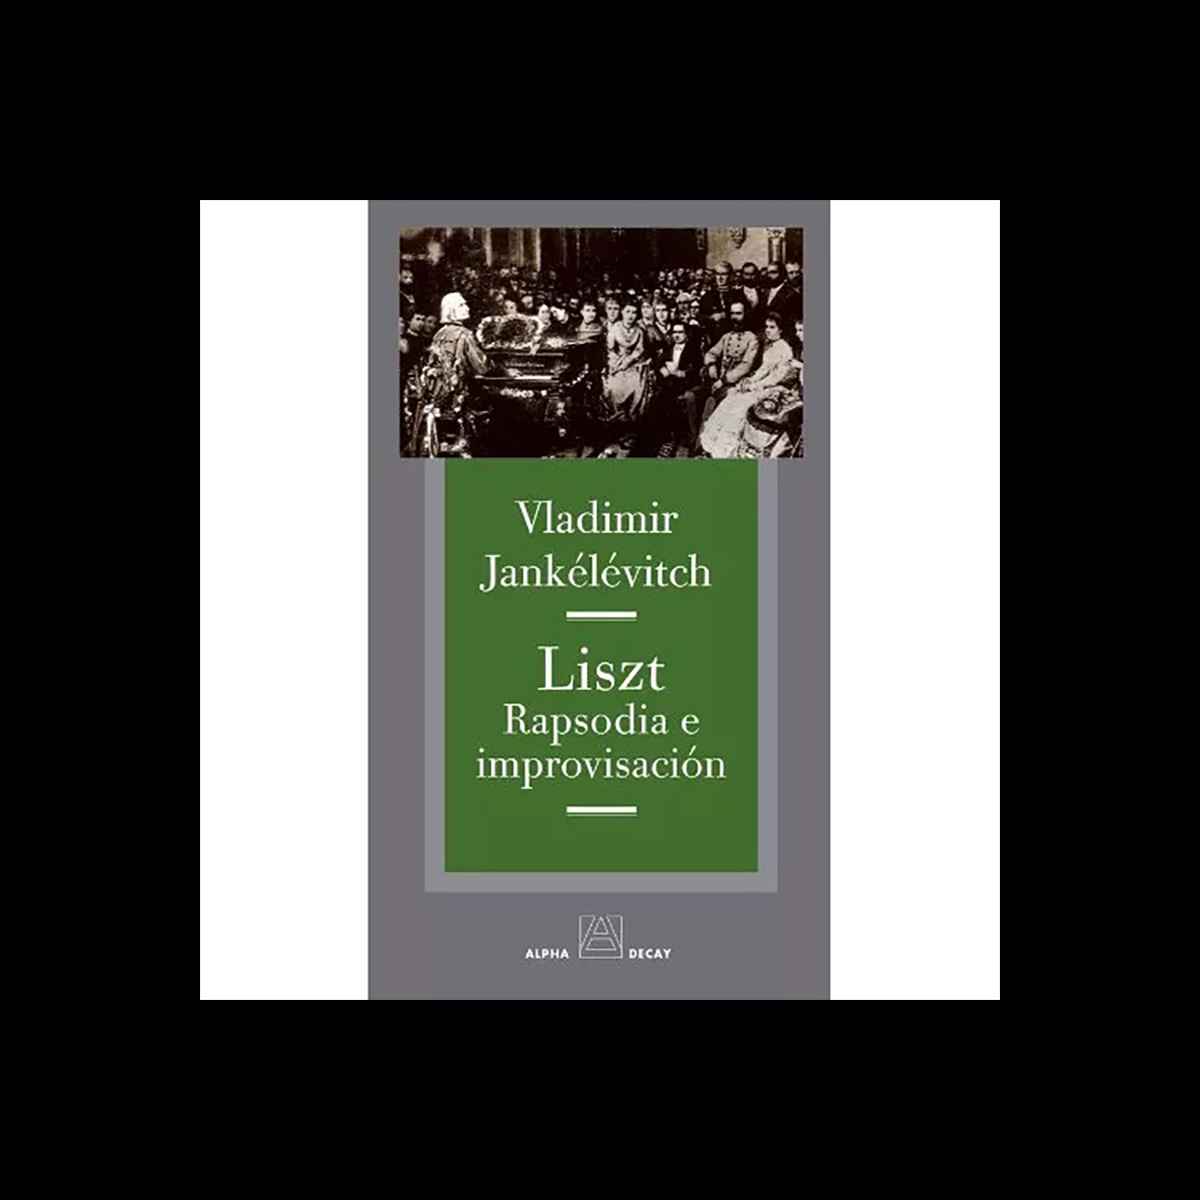 Vladimir
Jankélévitch
Liszt
Rapsodia e
improvisación
ALPHA DECAY